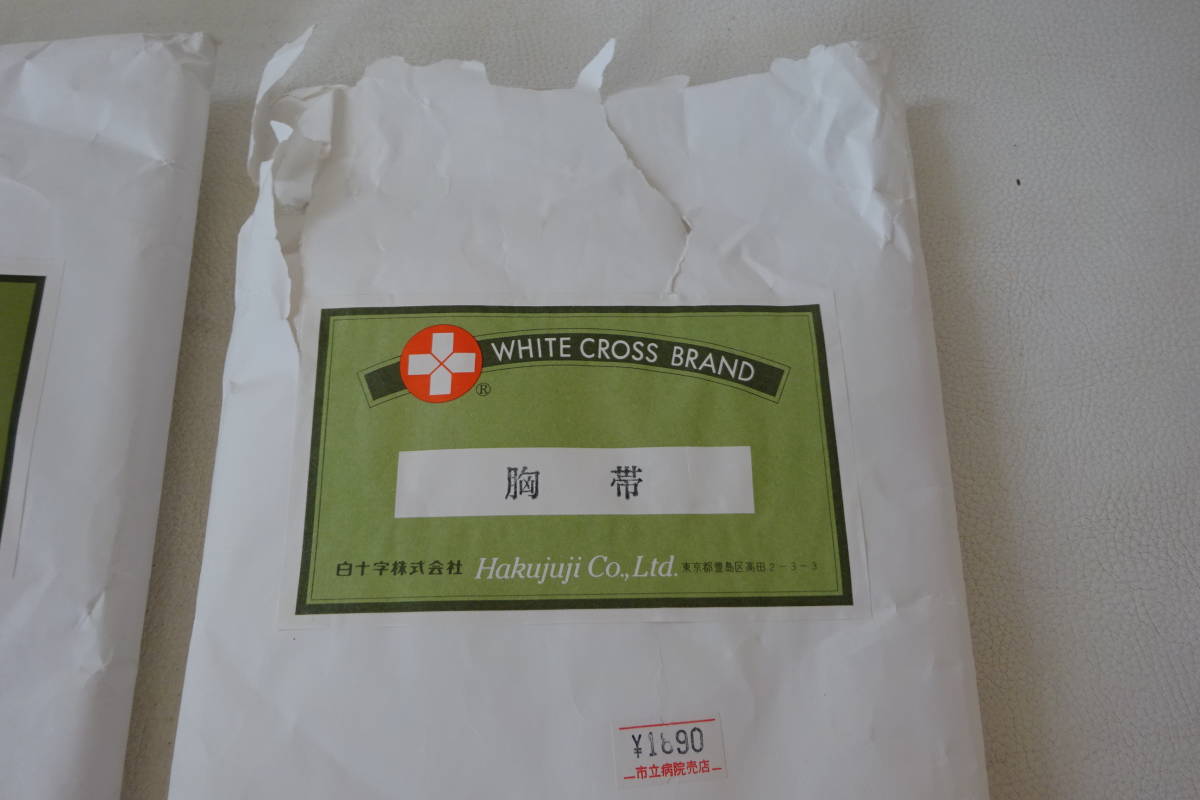 WHITE CROSS BRAND
®
胸 帯
白十字株式会社 Hakujuji Co.,Ltd. 東京都豊島区高田2-3-3
¥1890
市立病院売店